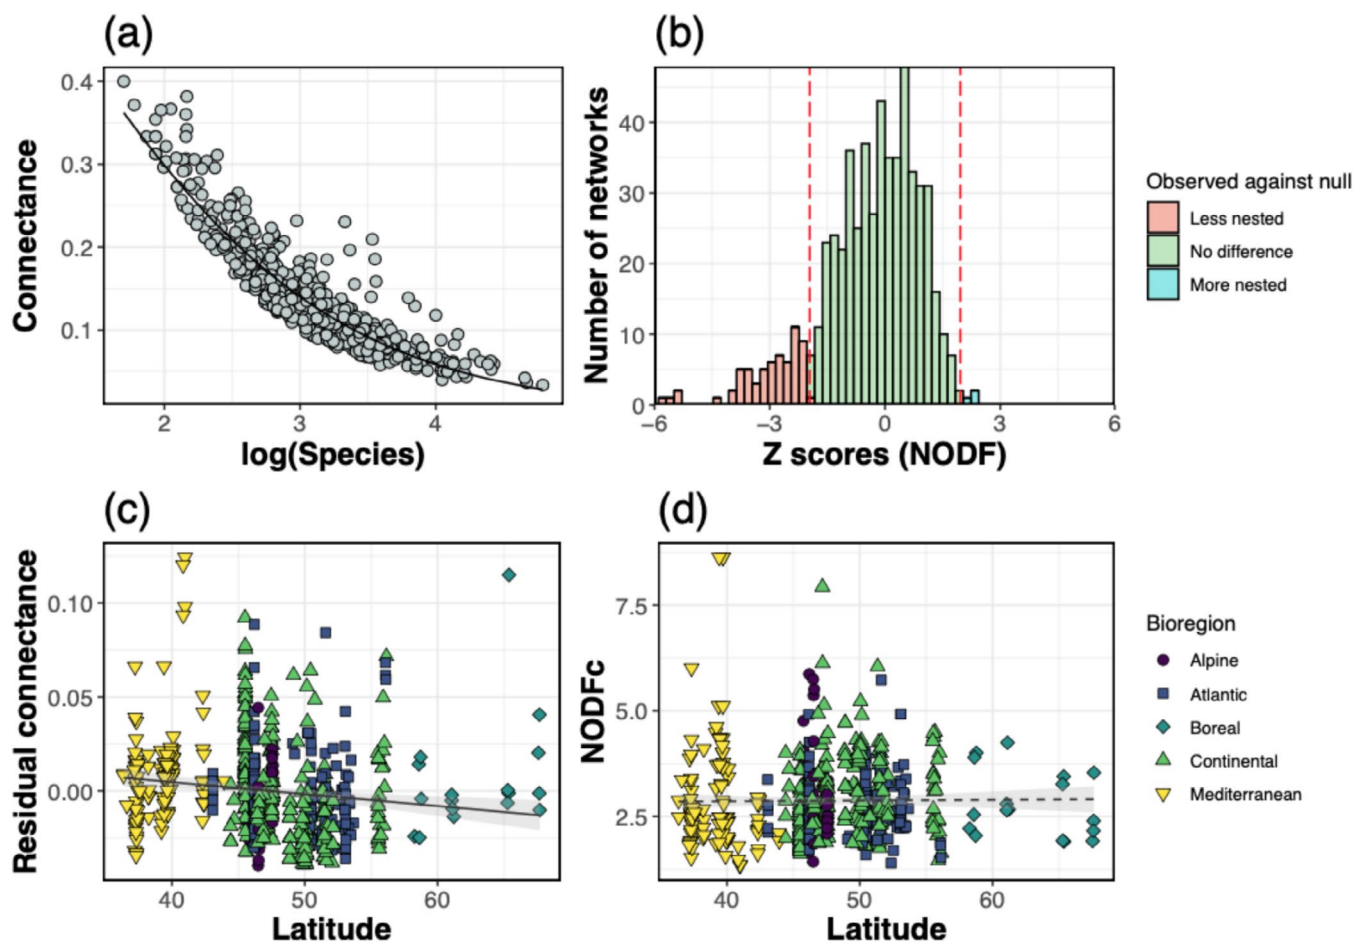 (a)
Connectance
0.4
0.3
0.2
0.1
2
3
4
log(Species)
(b)
Number of networks
40
30
20
10
0
−6
−3
0
3
6
Z scores (NODF)
Observed against null
Less nested
No difference
More nested
(c)
Residual connectance
0.10
0.05
0.00
40
50
60
Latitude
(d)
NODFc
7.5
5.0
2.5
40
50
60
Latitude
Bioregion
Alpine
Atlantic
Boreal
Continental
Mediterranean